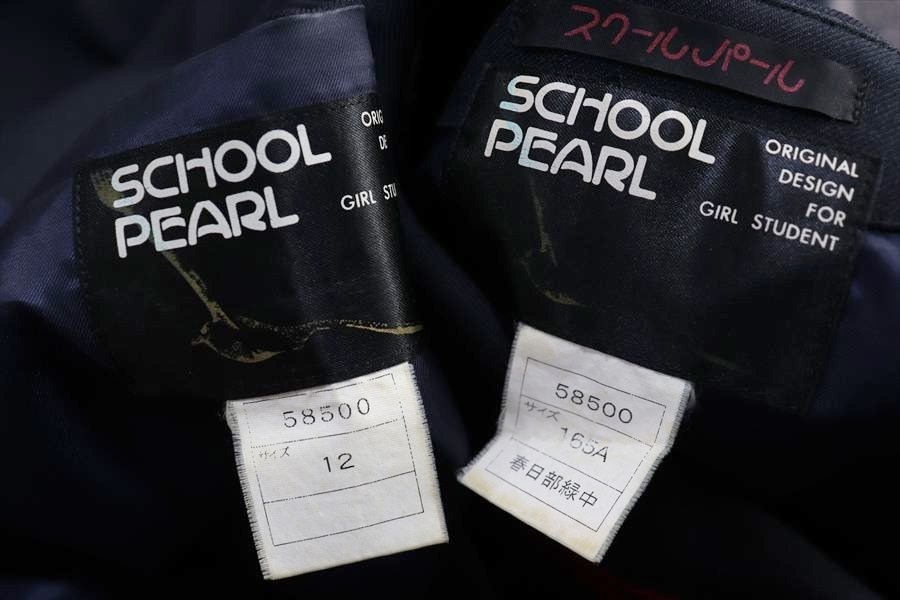 SCHOOL
PEARL
GIRL
58500
サイズ
12
スクールパール
SCHOOL
PEARL
ORIGINAL
DESIGN
FOR
GIRL STUDENT
58500
サイズ
165A
春日部緑中